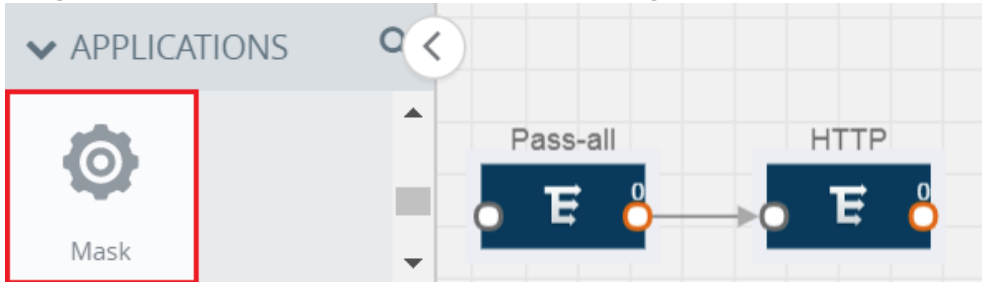 APPLICATIONS
Mask
Pass-all
HTTP
0
0